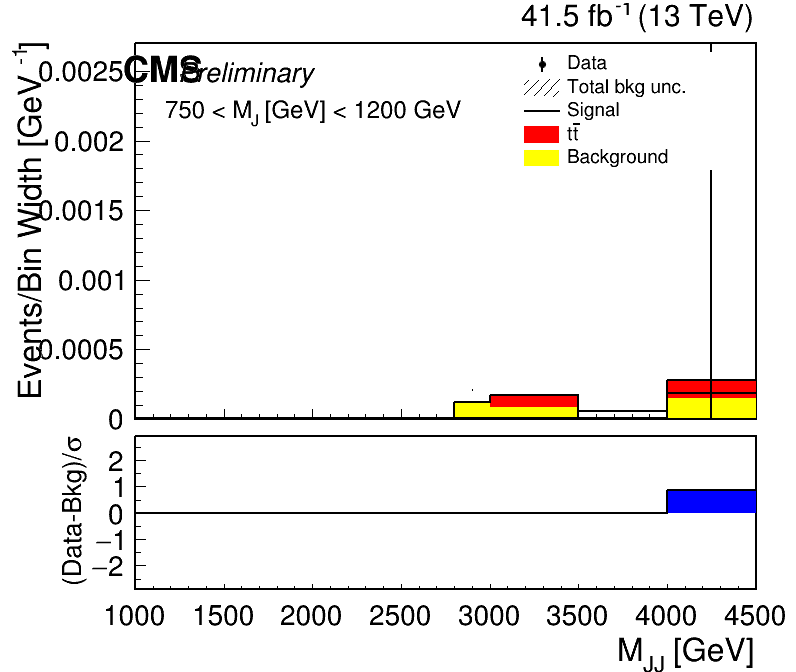 41.5 fb⁻¹ (13 TeV)
CMS Preliminary
750 < M_J [GeV] < 1200 GeV
Data
Total bkg unc.
Signal
tt̄
Background
Events/Bin Width [GeV⁻¹]
0.0025
0.002
0.0015
0.001
0.0005
0
(Data-Bkg)/σ
2
1
0
−1
−2
1000 1500 2000 2500 3000 3500 4000 4500
M_JJ [GeV]